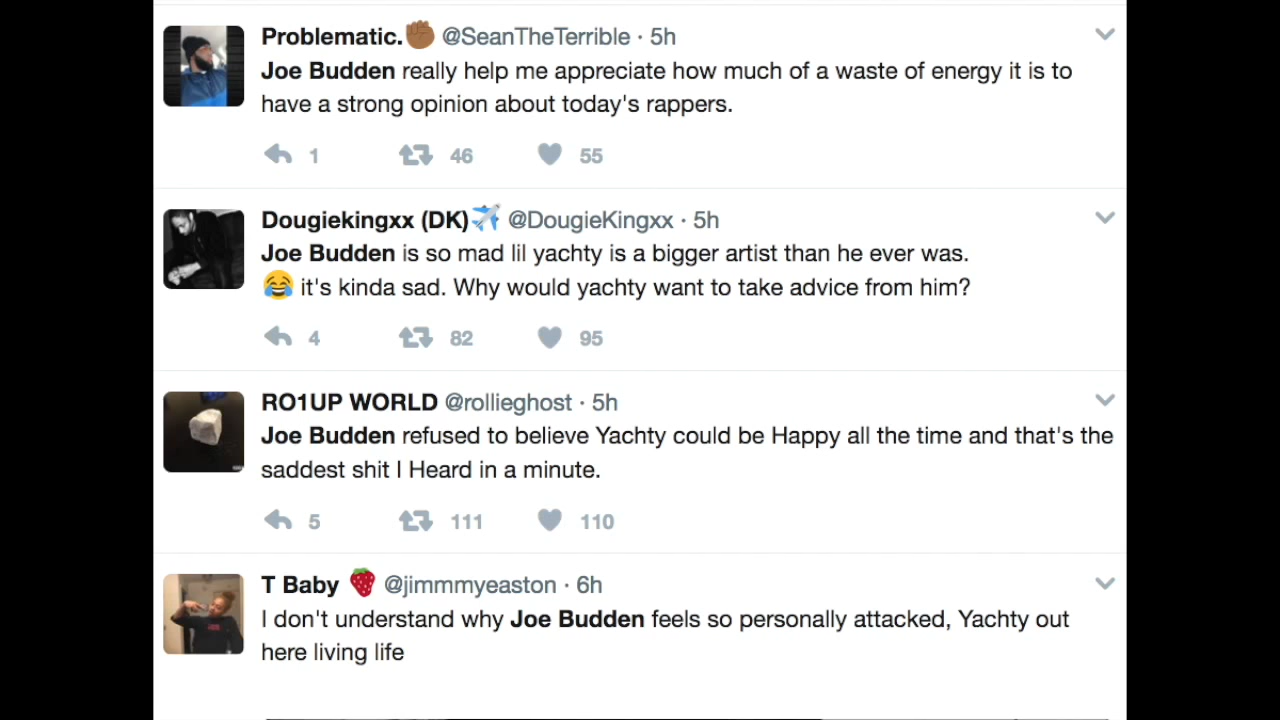 Problematic.✊🏾 @SeanTheTerrible · 5h
Joe Budden really help me appreciate how much of a waste of energy it is to
have a strong opinion about today's rappers.
1 46 55
Dougiekingxx (DK)✈️ @DougieKingxx · 5h
Joe Budden is so mad lil yachty is a bigger artist than he ever was.
😂 it's kinda sad. Why would yachty want to take advice from him?
4 82 95
RO1UP WORLD @rollieghost · 5h
Joe Budden refused to believe Yachty could be Happy all the time and that's the
saddest shit I Heard in a minute.
5 111 110
T Baby 🍓 @jimmmyeaston · 6h
I don't understand why Joe Budden feels so personally attacked, Yachty out
here living life